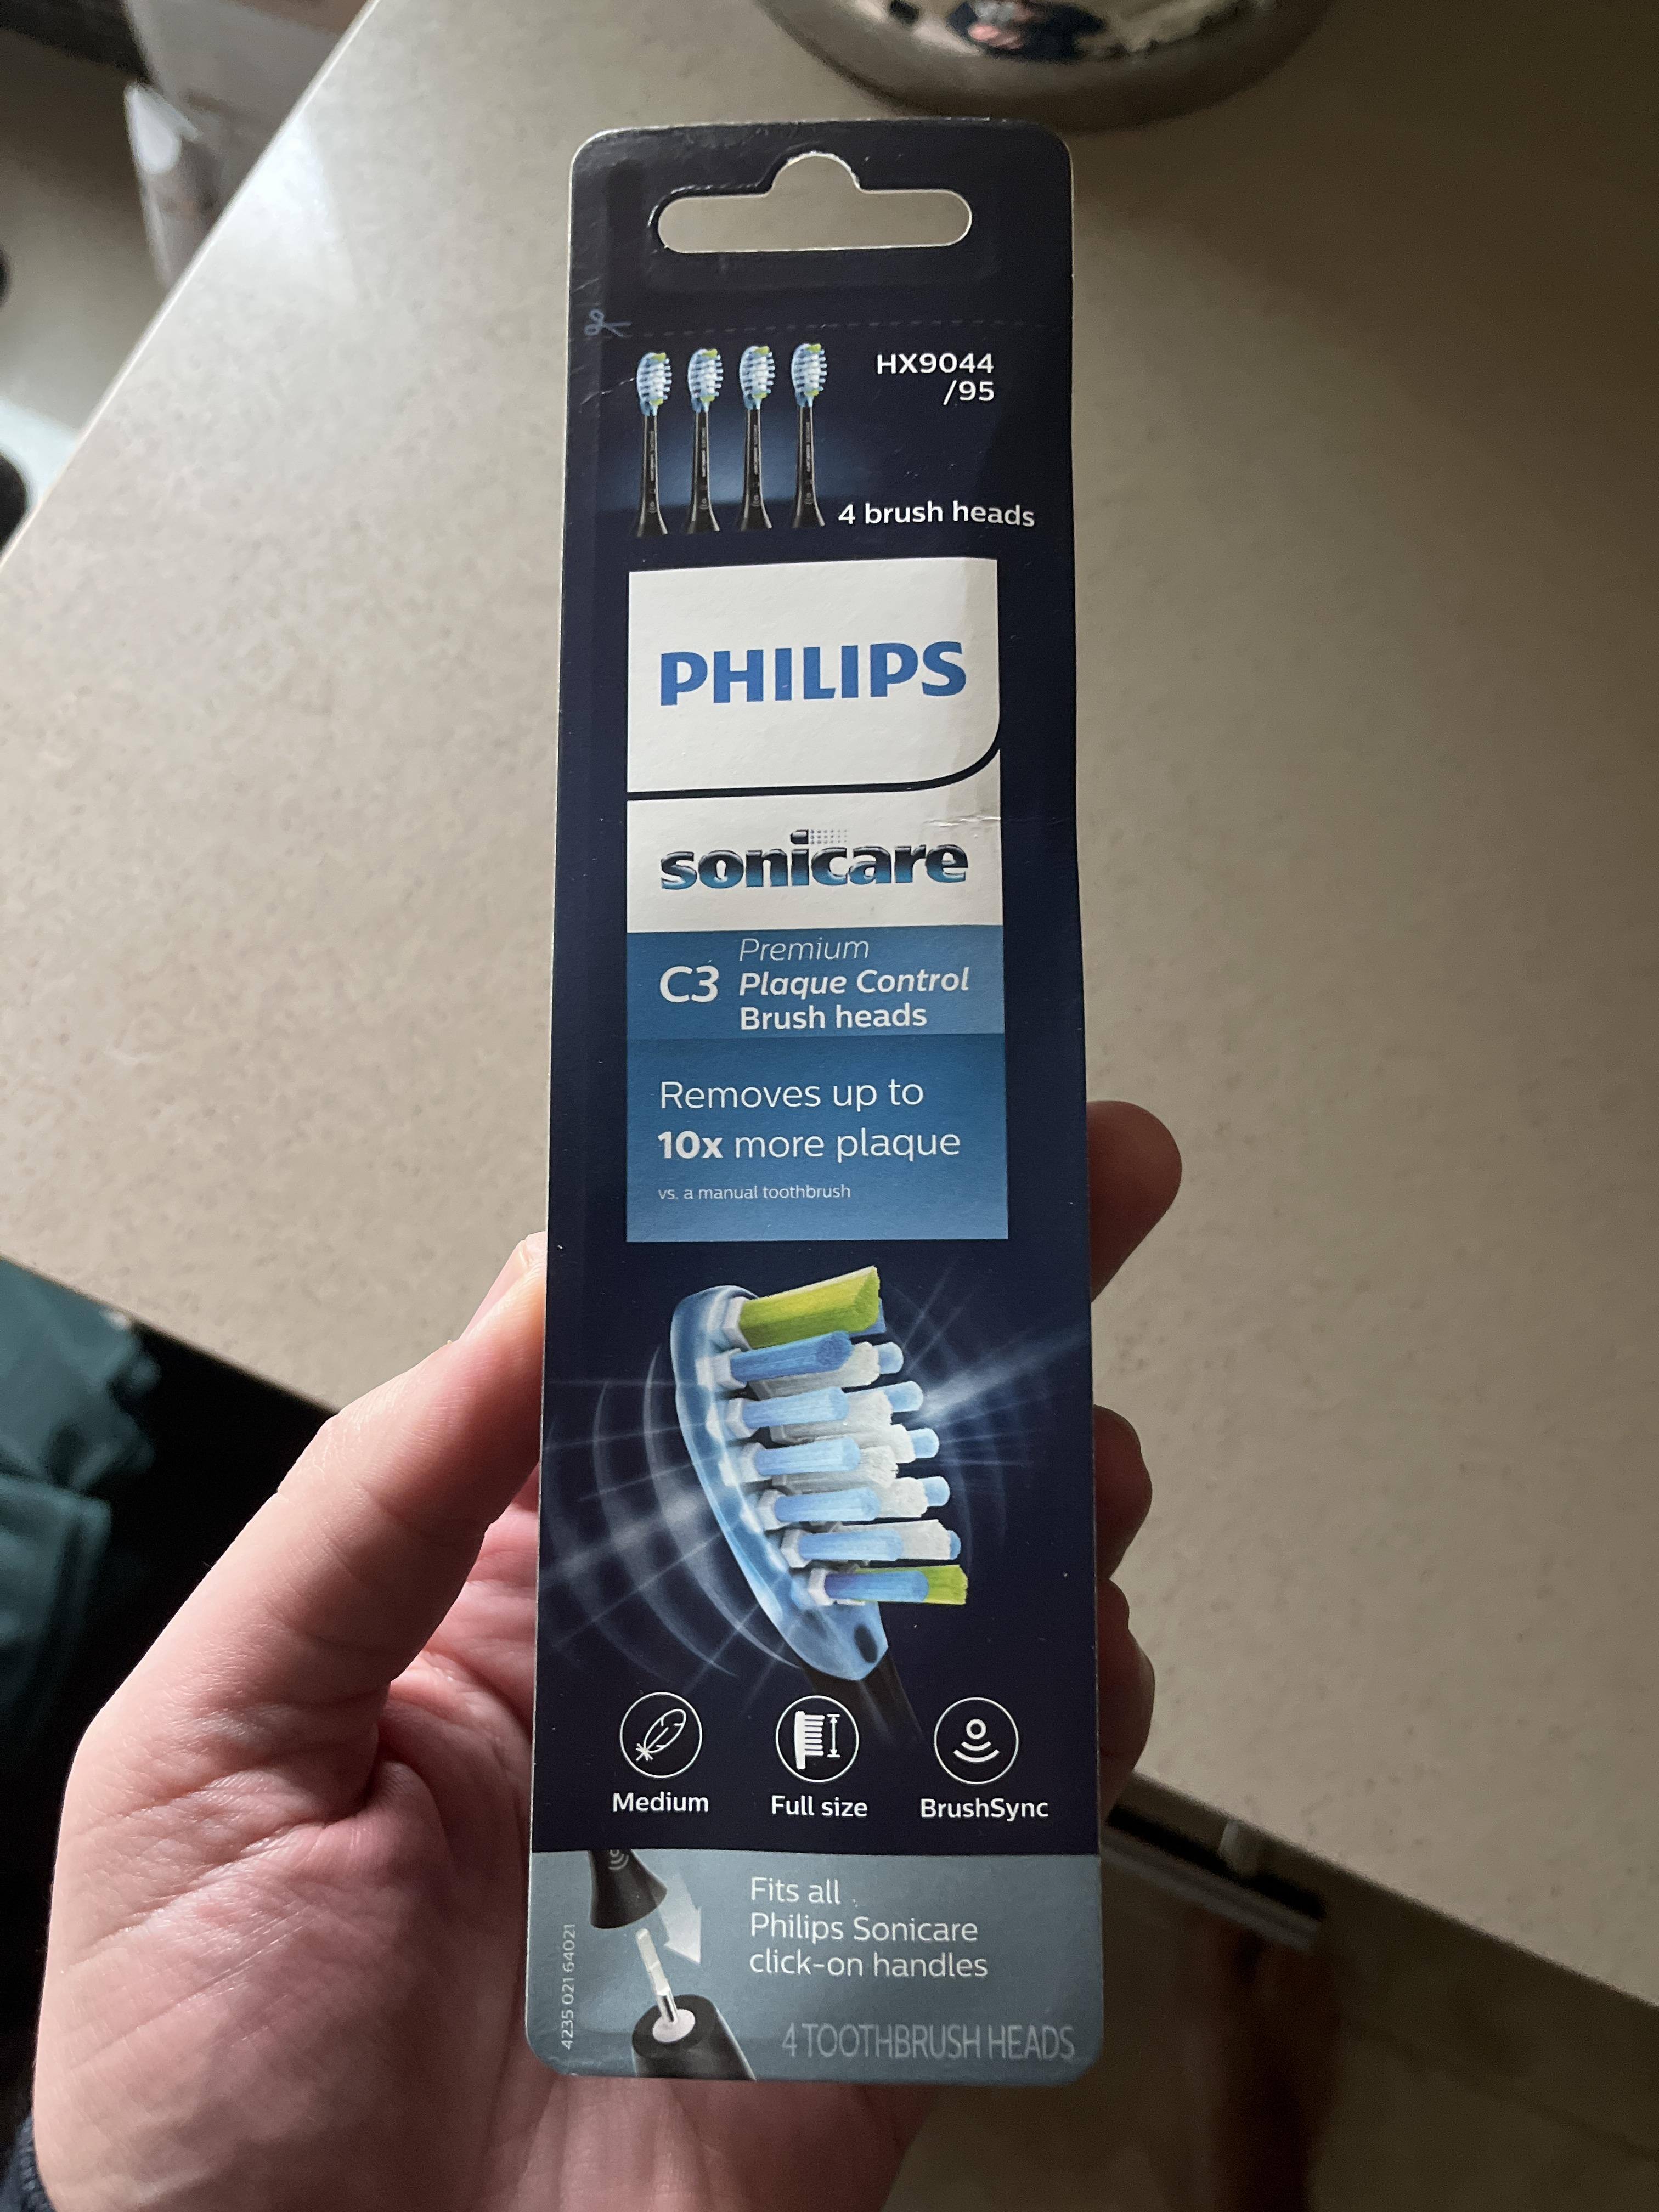 HX9044
/95
4 brush heads
PHILIPS
sonicare
C3
Premium
Plaque Control
Brush heads
Removes up to
10x more plaque
vs. a manual toothbrush
Medium
Full size
BrushSync
Fits all
Philips Sonicare
click-on handles
4235 021 64021
4 TOOTHBRUSH HEADS